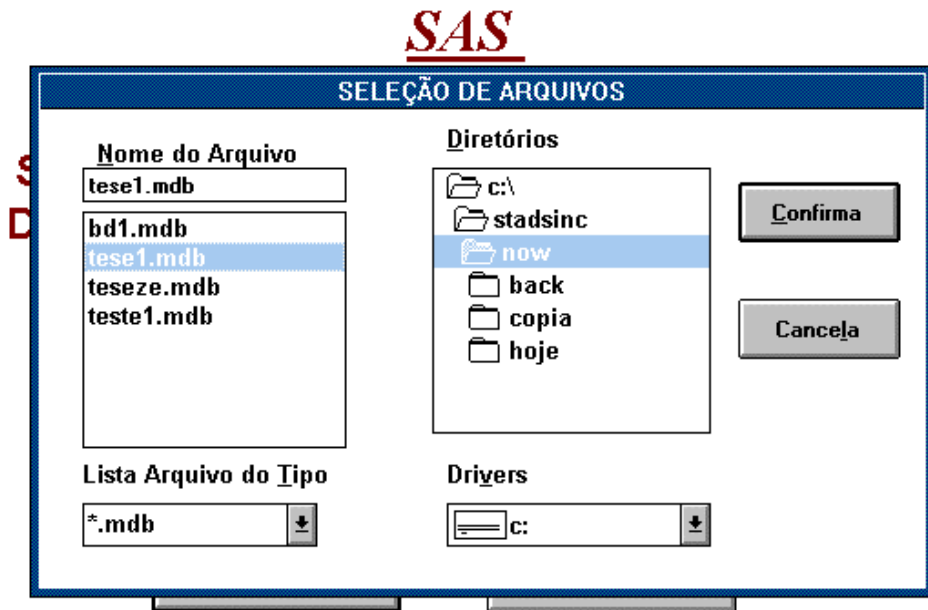 SAS
SELEÇÃO DE ARQUIVOS
Nome do Arquivo
tese1.mdb
bd1.mdb
tese1.mdb
teseze.mdb
teste1.mdb
Lista Arquivo do Tipo
*.mdb
Diretórios
c:\
stadsinc
now
back
copia
hoje
Drivers
c:
Confirma
Cancela